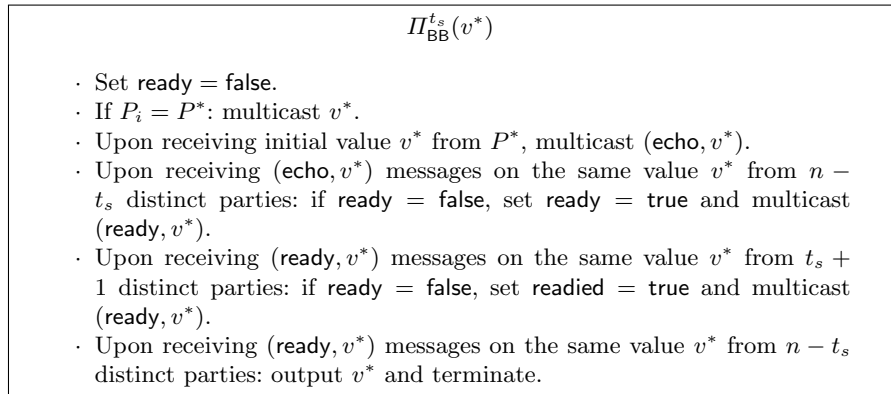 Π_BB^{t_s}(v*)
· Set ready = false.
· If P_i = P*: multicast v*.
· Upon receiving initial value v* from P*, multicast (echo, v*).
· Upon receiving (echo, v*) messages on the same value v* from n −
t_s distinct parties: if ready = false, set ready = true and multicast
(ready, v*).
· Upon receiving (ready, v*) messages on the same value v* from t_s +
1 distinct parties: if ready = false, set readied = true and multicast
(ready, v*).
· Upon receiving (ready, v*) messages on the same value v* from n − t_s
distinct parties: output v* and terminate.